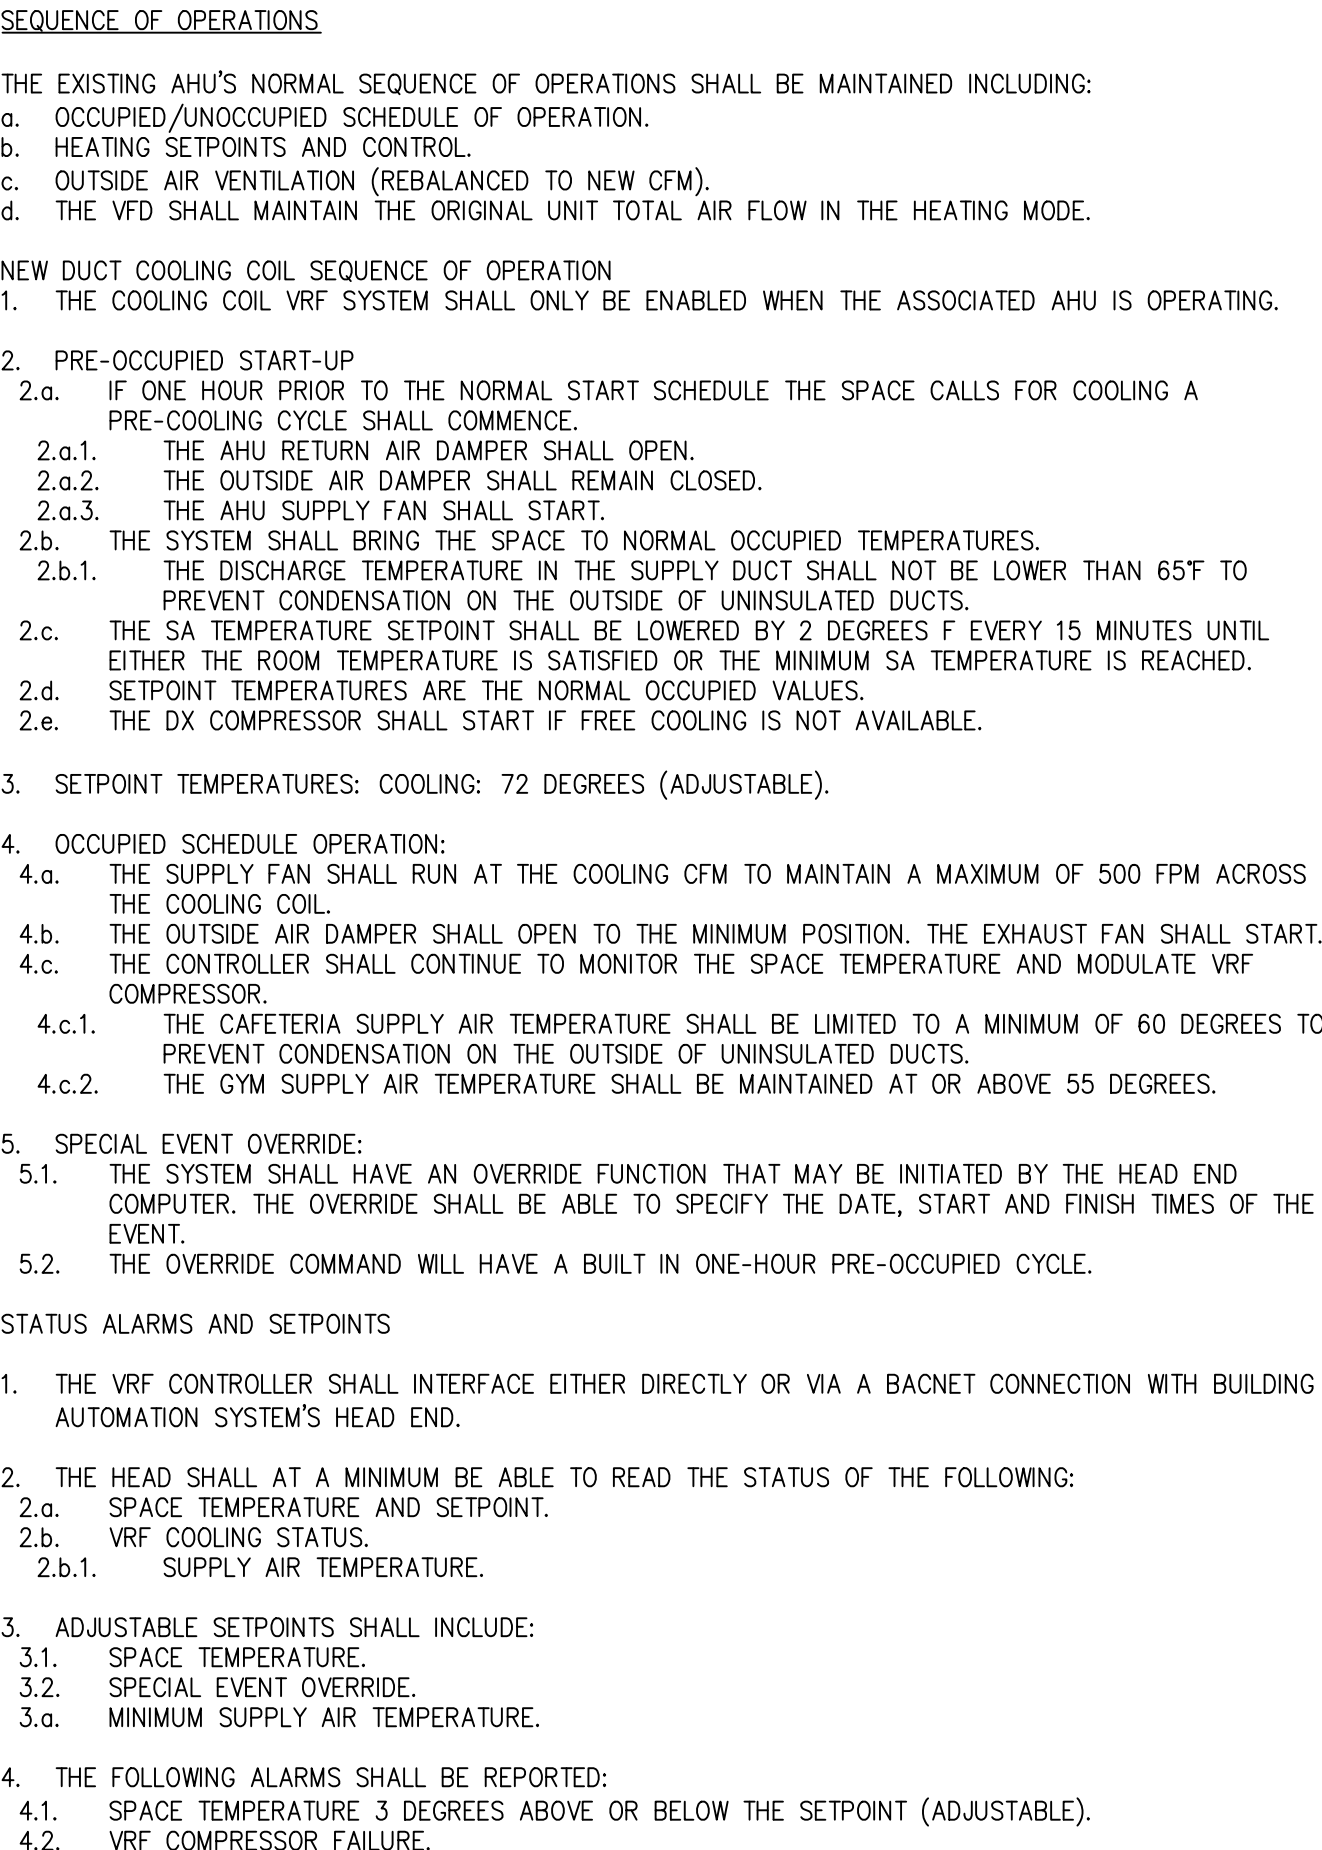 SEQUENCE OF OPERATIONS
THE EXISTING AHU'S NORMAL SEQUENCE OF OPERATIONS SHALL BE MAINTAINED INCLUDING:
a. OCCUPIED/UNOCCUPIED SCHEDULE OF OPERATION.
b. HEATING SETPOINTS AND CONTROL.
c. OUTSIDE AIR VENTILATION (REBALANCED TO NEW CFM).
d. THE VFD SHALL MAINTAIN THE ORIGINAL UNIT TOTAL AIR FLOW IN THE HEATING MODE.
NEW DUCT COOLING COIL SEQUENCE OF OPERATION
1. THE COOLING COIL VRF SYSTEM SHALL ONLY BE ENABLED WHEN THE ASSOCIATED AHU IS OPERATING.
2. PRE-OCCUPIED START-UP
2.a. IF ONE HOUR PRIOR TO THE NORMAL START SCHEDULE THE SPACE CALLS FOR COOLING A
PRE-COOLING CYCLE SHALL COMMENCE.
2.a.1. THE AHU RETURN AIR DAMPER SHALL OPEN.
2.a.2. THE OUTSIDE AIR DAMPER SHALL REMAIN CLOSED.
2.a.3. THE AHU SUPPLY FAN SHALL START.
2.b. THE SYSTEM SHALL BRING THE SPACE TO NORMAL OCCUPIED TEMPERATURES.
2.b.1. THE DISCHARGE TEMPERATURE IN THE SUPPLY DUCT SHALL NOT BE LOWER THAN 65°F TO
PREVENT CONDENSATION ON THE OUTSIDE OF UNINSULATED DUCTS.
2.c. THE SA TEMPERATURE SETPOINT SHALL BE LOWERED BY 2 DEGREES F EVERY 15 MINUTES UNTIL
EITHER THE ROOM TEMPERATURE IS SATISFIED OR THE MINIMUM SA TEMPERATURE IS REACHED.
2.d. SETPOINT TEMPERATURES ARE THE NORMAL OCCUPIED VALUES.
2.e. THE DX COMPRESSOR SHALL START IF FREE COOLING IS NOT AVAILABLE.
3. SETPOINT TEMPERATURES: COOLING: 72 DEGREES (ADJUSTABLE).
4. OCCUPIED SCHEDULE OPERATION:
4.a. THE SUPPLY FAN SHALL RUN AT THE COOLING CFM TO MAINTAIN A MAXIMUM OF 500 FPM ACROSS
THE COOLING COIL.
4.b. THE OUTSIDE AIR DAMPER SHALL OPEN TO THE MINIMUM POSITION. THE EXHAUST FAN SHALL START.
4.c. THE CONTROLLER SHALL CONTINUE TO MONITOR THE SPACE TEMPERATURE AND MODULATE VRF
COMPRESSOR.
4.c.1. THE CAFETERIA SUPPLY AIR TEMPERATURE SHALL BE LIMITED TO A MINIMUM OF 60 DEGREES TO
PREVENT CONDENSATION ON THE OUTSIDE OF UNINSULATED DUCTS.
4.c.2. THE GYM SUPPLY AIR TEMPERATURE SHALL BE MAINTAINED AT OR ABOVE 55 DEGREES.
5. SPECIAL EVENT OVERRIDE:
5.1. THE SYSTEM SHALL HAVE AN OVERRIDE FUNCTION THAT MAY BE INITIATED BY THE HEAD END
COMPUTER. THE OVERRIDE SHALL BE ABLE TO SPECIFY THE DATE, START AND FINISH TIMES OF THE
EVENT.
5.2. THE OVERRIDE COMMAND WILL HAVE A BUILT IN ONE-HOUR PRE-OCCUPIED CYCLE.
STATUS ALARMS AND SETPOINTS
1. THE VRF CONTROLLER SHALL INTERFACE EITHER DIRECTLY OR VIA A BACNET CONNECTION WITH BUILDING
AUTOMATION SYSTEM'S HEAD END.
2. THE HEAD SHALL AT A MINIMUM BE ABLE TO READ THE STATUS OF THE FOLLOWING:
2.a. SPACE TEMPERATURE AND SETPOINT.
2.b. VRF COOLING STATUS.
2.b.1. SUPPLY AIR TEMPERATURE.
3. ADJUSTABLE SETPOINTS SHALL INCLUDE:
3.1. SPACE TEMPERATURE.
3.2. SPECIAL EVENT OVERRIDE.
3.a. MINIMUM SUPPLY AIR TEMPERATURE.
4. THE FOLLOWING ALARMS SHALL BE REPORTED:
4.1. SPACE TEMPERATURE 3 DEGREES ABOVE OR BELOW THE SETPOINT (ADJUSTABLE).
4.2. VRF COMPRESSOR FAILURE.